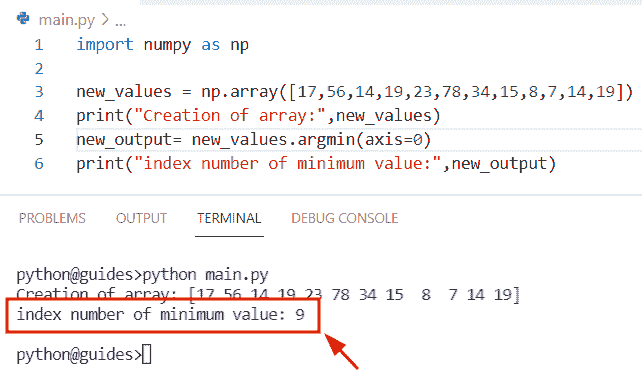 main.py > ...
1 import numpy as np
2
3 new_values = np.array([17,56,14,19,23,78,34,15,8,7,14,19])
4 print("Creation of array:",new_values)
5 new_output= new_values.argmin(axis=0)
6 print("index number of minimum value:",new_output)
PROBLEMS OUTPUT TERMINAL DEBUG CONSOLE
python@guides>python main.py
Creation of array: [17 56 14 19 23 78 34 15  8  7 14 19]
index number of minimum value: 9
python@guides>